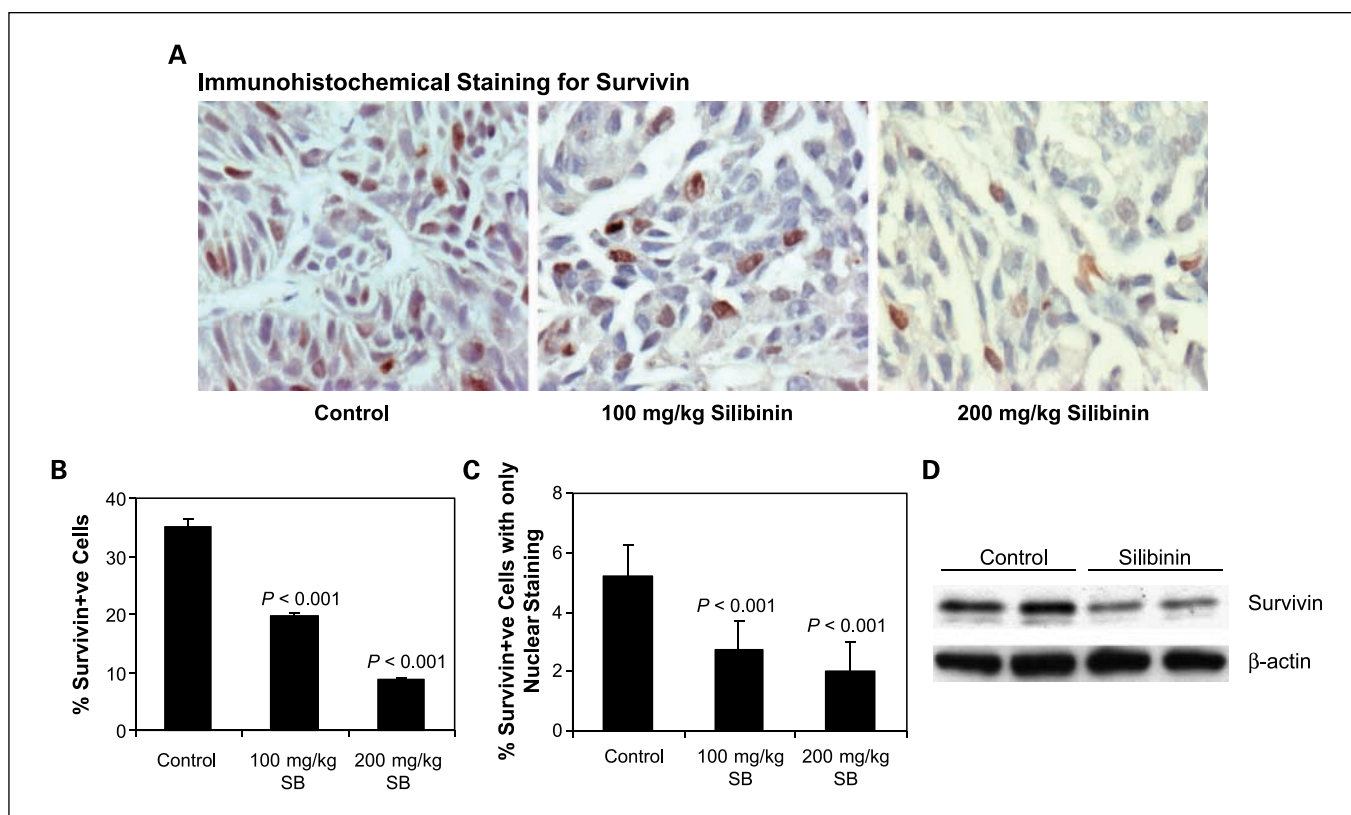 A
Immunohistochemical Staining for Survivin
Control
100 mg/kg Silibinin
200 mg/kg Silibinin
B
% Survivin+ve Cells
40
30
20
10
0
P < 0.001
P < 0.001
Control
100 mg/kg
SB
200 mg/kg
SB
C
% Survivin+ve Cells with only
Nuclear Staining
8
6
4
2
0
P < 0.001
P < 0.001
Control
100 mg/kg
SB
200 mg/kg
SB
D
Control
Silibinin
Survivin
β-actin